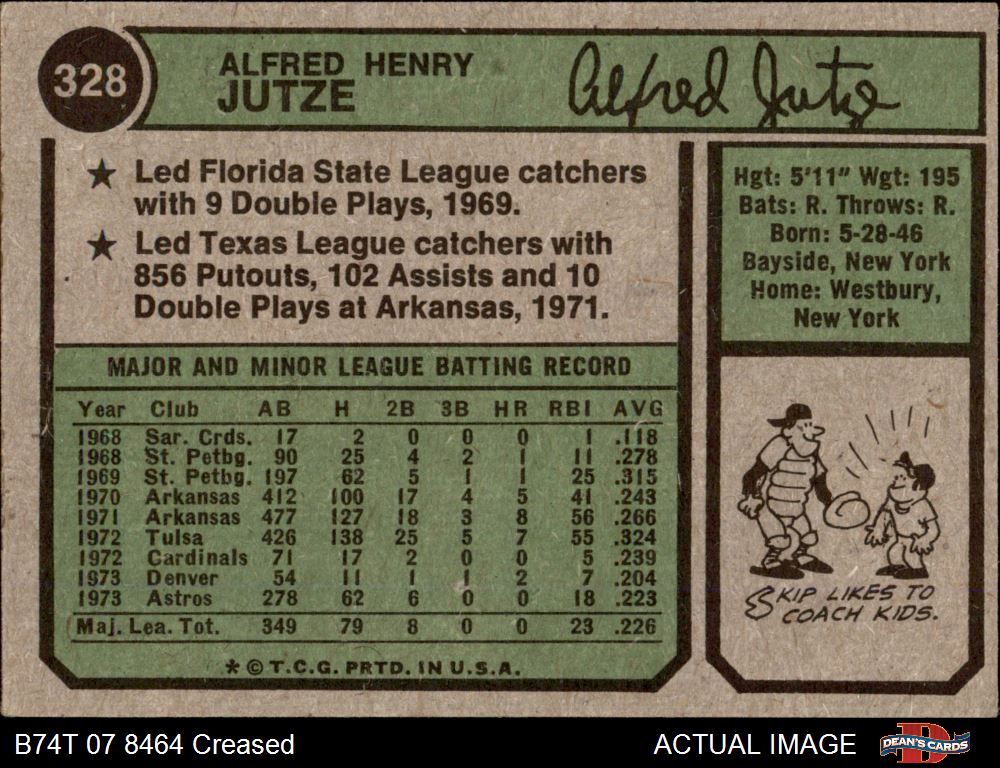 328
ALFRED HENRY
JUTZE
Alfred Jutze
★ Led Florida State League catchers
with 9 Double Plays, 1969.
★ Led Texas League catchers with
856 Putouts, 102 Assists and 10
Double Plays at Arkansas, 1971.
Hgt: 5'11" Wgt: 195
Bats: R. Throws: R.
Born: 5-28-46
Bayside, New York
Home: Westbury,
New York
MAJOR AND MINOR LEAGUE BATTING RECORD
Year Club AB H 2B 3B HR RBI AVG
1968 Sar. Crds. 17 2 0 0 0 1 .118
1968 St. Petbg. 90 25 4 2 1 11 .278
1969 St. Petbg. 197 62 5 1 1 25 .315
1970 Arkansas 412 100 17 4 5 41 .243
1971 Arkansas 477 127 18 3 8 56 .266
1972 Tulsa 426 138 25 5 7 55 .324
1972 Cardinals 71 17 2 0 0 5 .239
1973 Denver 54 11 1 1 2 7 .204
1973 Astros 278 62 6 0 0 18 .223
Maj. Lea. Tot. 349 79 8 0 0 23 .226
* © T.C.G. PRTD. IN U.S.A.
SKIP LIKES TO
COACH KIDS.
B74T 07 8464 Creased
ACTUAL IMAGE
DEAN'S CARDS